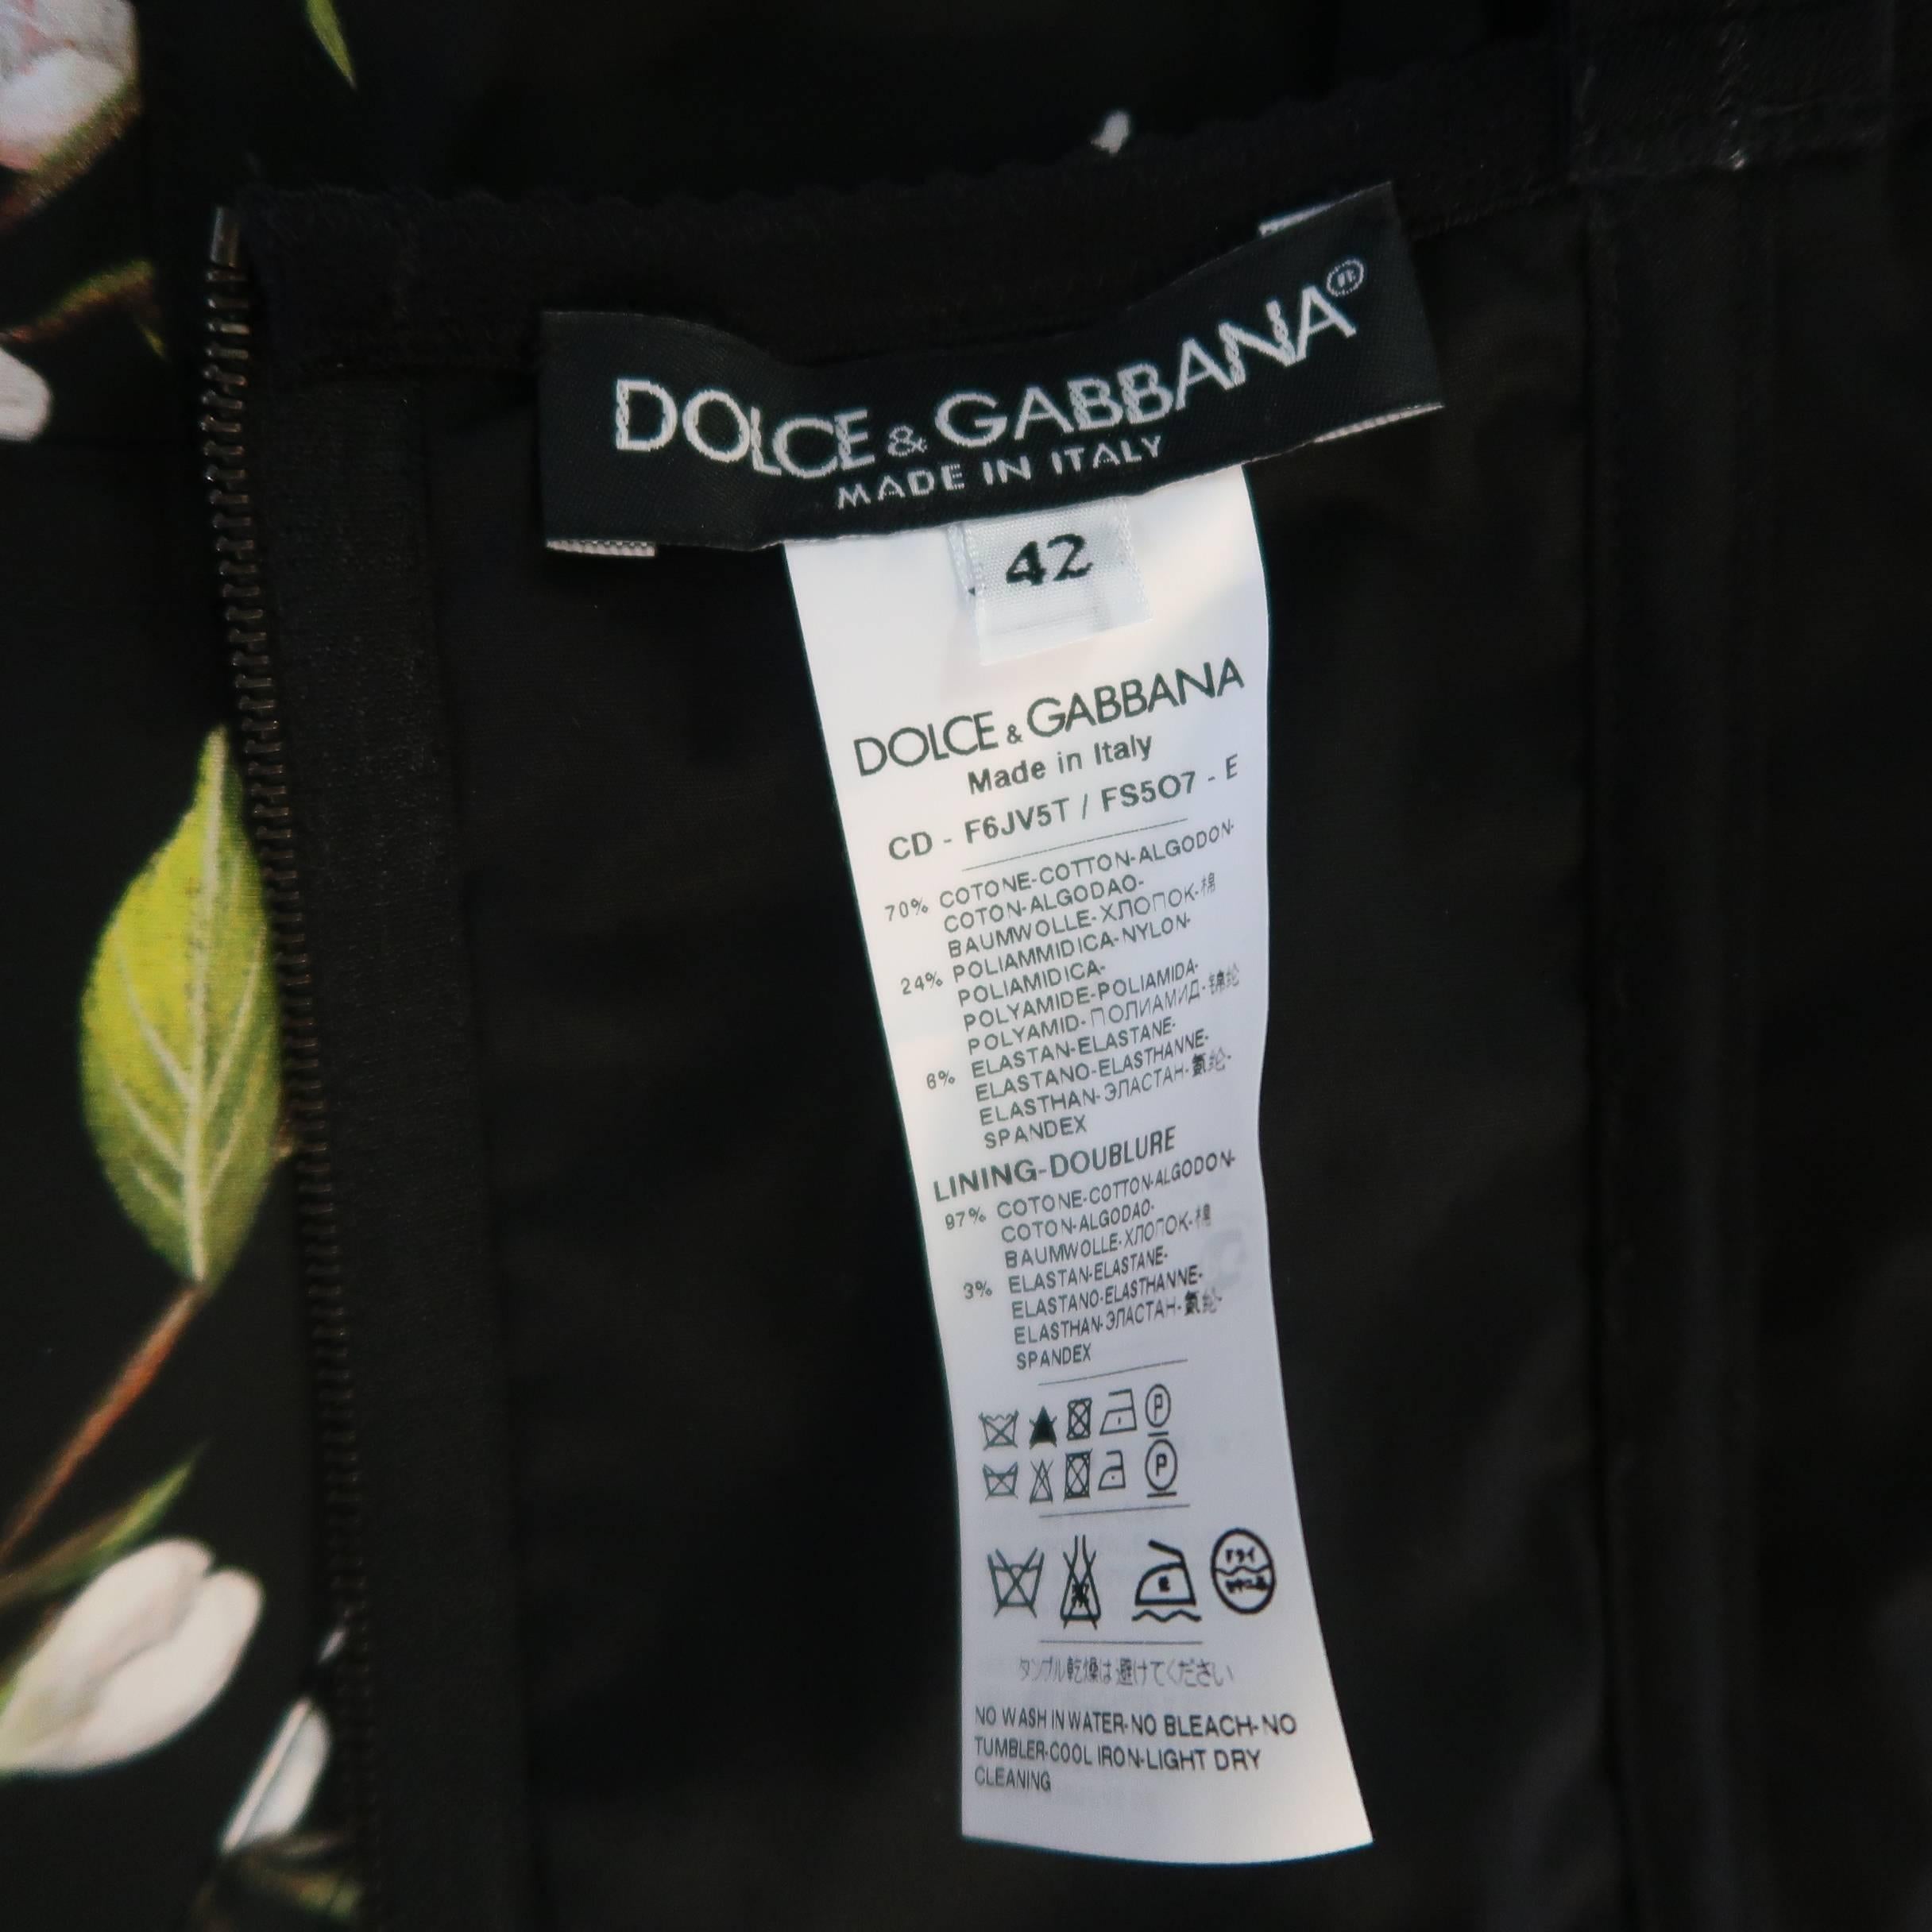 DOLCE & GABBANA®
MADE IN ITALY
42
DOLCE & GABBANA
Made in Italy
CD - F6JV5T / FS5O7 - E
70% COTONE-COTTON-ALGODON-
COTON-ALGODAO-
BAUMWOLLE-ХЛОПОК-棉
24% POLIAMMIDICA-NYLON-
POLIAMIDICA-
POLYAMIDE-POLIAMIDA-
POLYAMID-ПОЛИАМИД-锦纶
6% ELASTAN-ELASTANE-
ELASTANO-ELASTHANNE-
ELASTHAN-ЭЛАСТАН-氨纶-
SPANDEX
LINING-DOUBLURE
97% COTONE-COTTON-ALGODON-
COTON-ALGODAO-
BAUMWOLLE-ХЛОПОК-棉
3% ELASTAN-ELASTANE-
ELASTANO-ELASTHANNE-
ELASTHAN-ЭЛАСТАН-氨纶-
SPANDEX
P
P
ドライ
タンブル乾燥は避けてください
NO WASH IN WATER-NO BLEACH-NO
TUMBLER-COOL IRON-LIGHT DRY
CLEANING